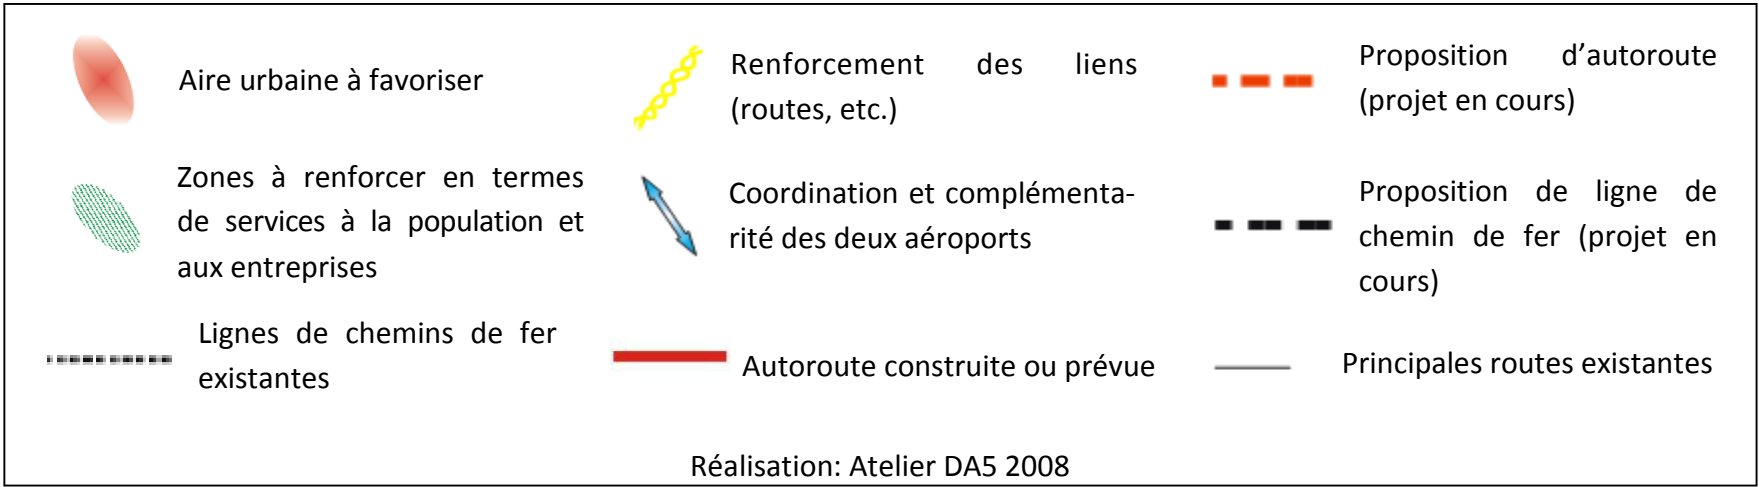 Aire urbaine à favoriser
Renforcement des liens
(routes, etc.)
Proposition d’autoroute
(projet en cours)
Zones à renforcer en termes
de services à la population et
aux entreprises
Coordination et complémenta-
rité des deux aéroports
Proposition de ligne de
chemin de fer (projet en
cours)
Lignes de chemins de fer
existantes
Autoroute construite ou prévue
Principales routes existantes
Réalisation: Atelier DA5 2008